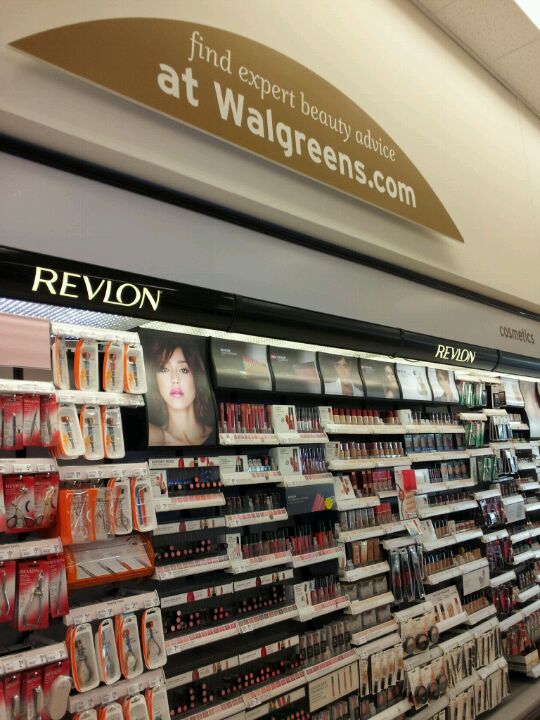 find expert beauty advice
at Walgreens.com
REVLON
REVLON
cosmetics